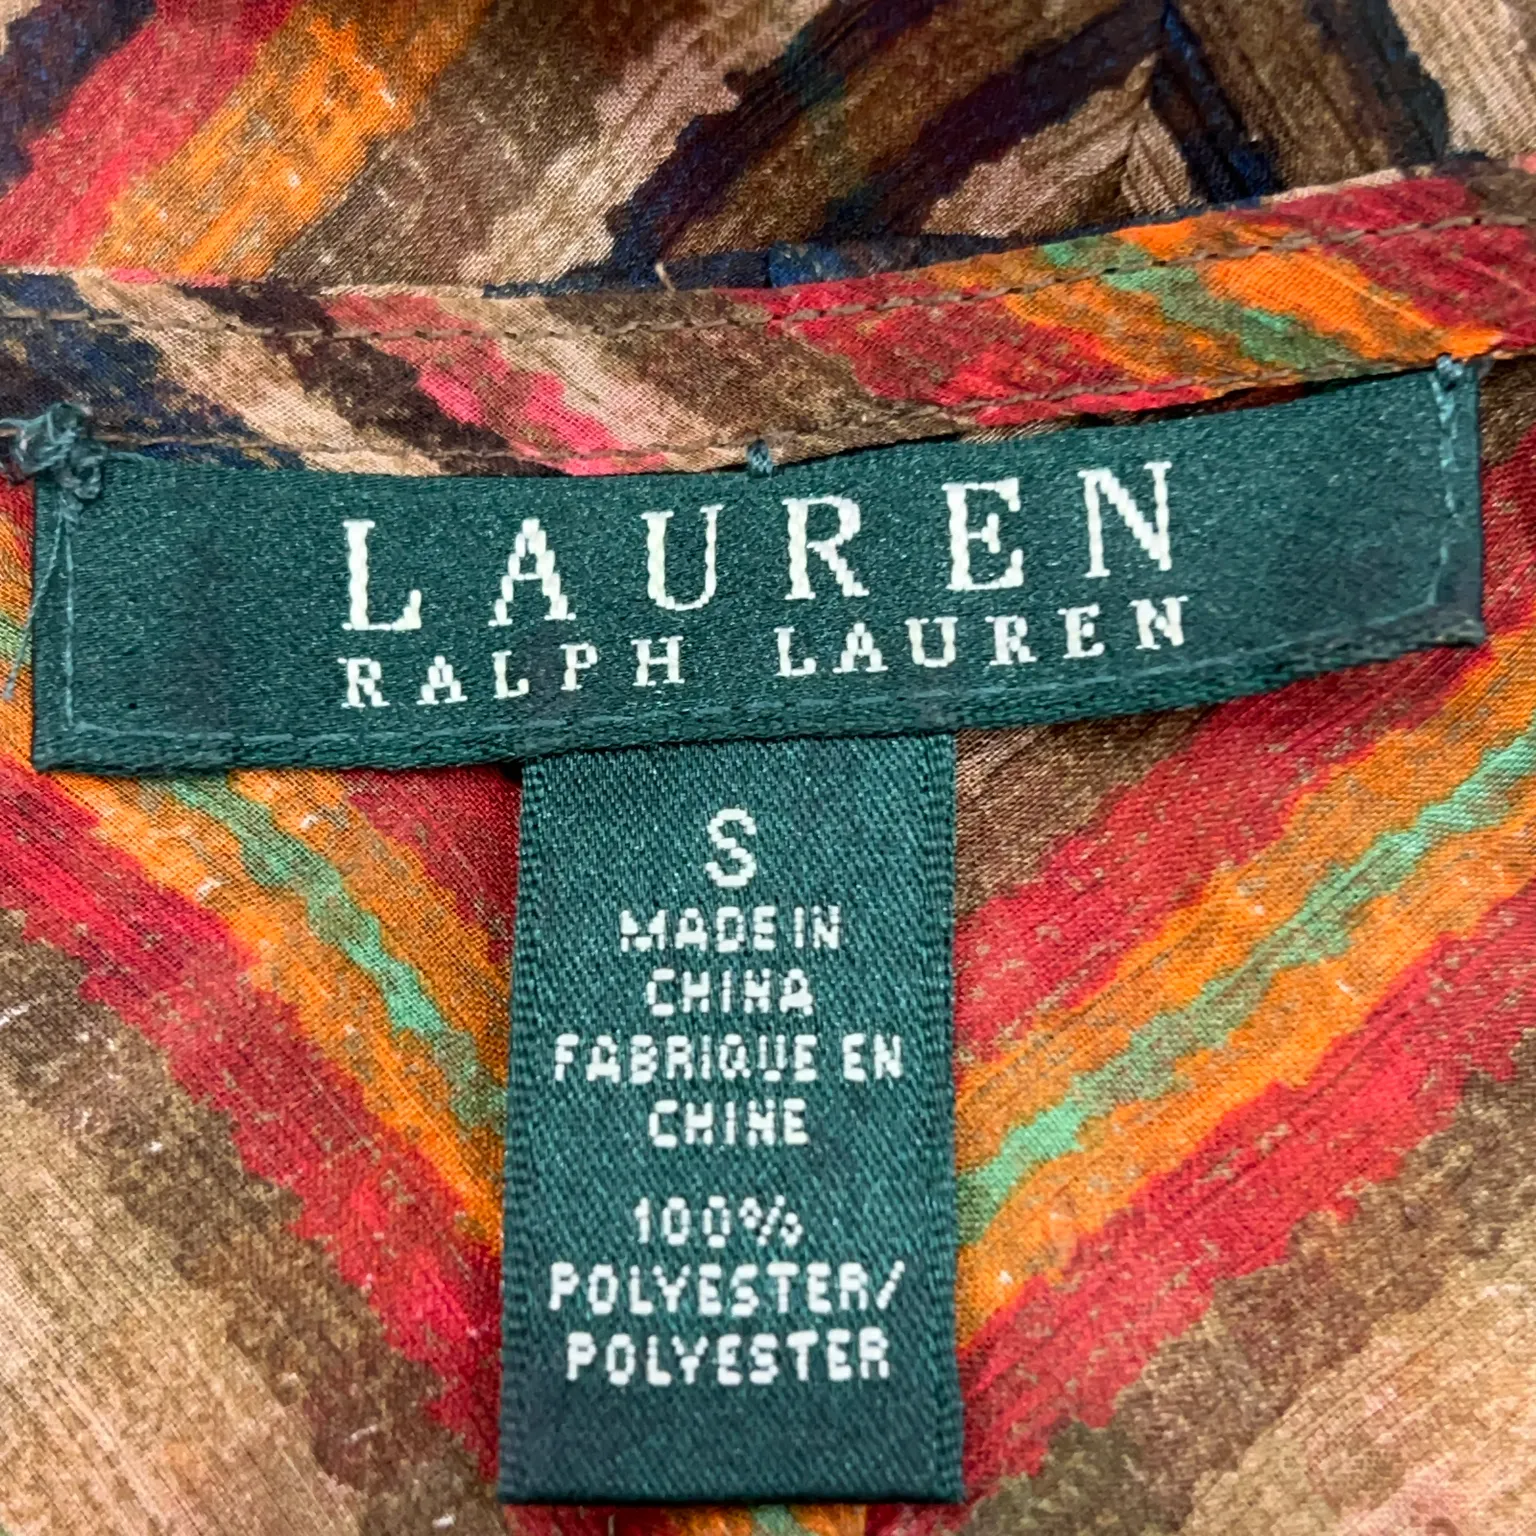 LAUREN
RALPH LAUREN
S
MADE IN
CHINA
FABRIQUE EN
CHINE
100%
POLYESTER/
POLYESTER